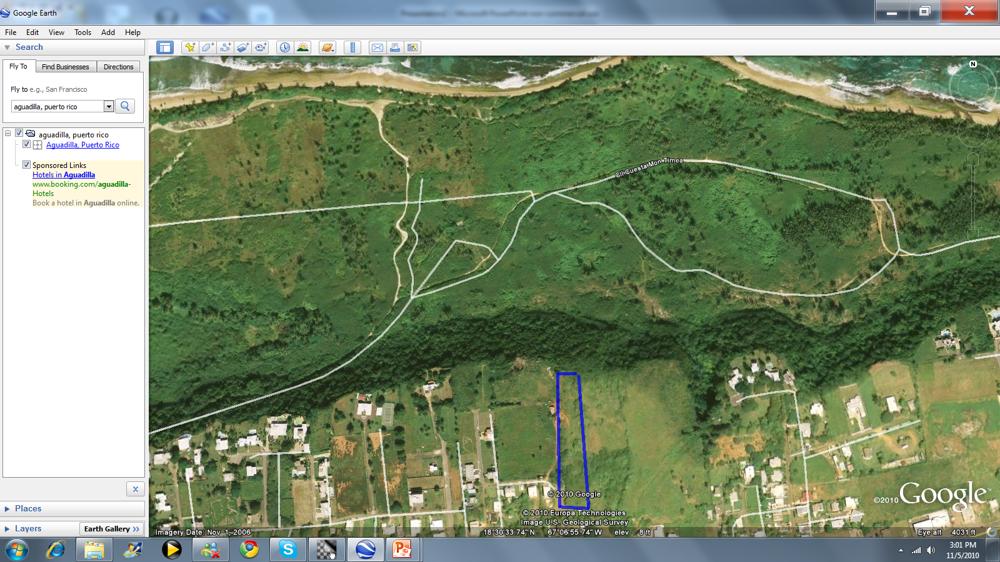 Google Earth
File Edit View Tools Add Help
Search
Fly To Find Businesses Directions
Fly to e.g., San Francisco
aguadilla, puerto rico
aguadilla, puerto rico
Aguadilla, Puerto Rico
Sponsored Links
Hotels in Aguadilla
www.booking.com/aguadilla-
Hotels
Book a hotel in Aguadilla online.
Places
Layers
Earth Gallery >>
N
Cll Cuesta Mon Timea
© 2010 Google
© 2010 Europa Technologies
Image U.S. Geological Survey
©2010 Google™
Imagery Date: Nov 1, 2006
18°30'33.74" N 67°06'55.74" W elev 8 ft
Eye alt 4031 ft
3:01 PM
11/5/2010